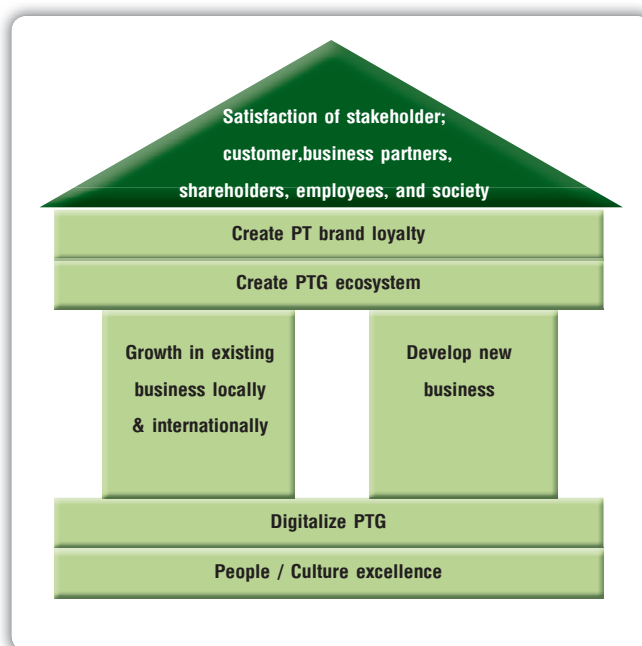 Satisfaction of stakeholder;
customer,business partners,
shareholders, employees, and society
Create PT brand loyalty
Create PTG ecosystem
Growth in existing
business locally
& internationally
Develop new
business
Digitalize PTG
People / Culture excellence